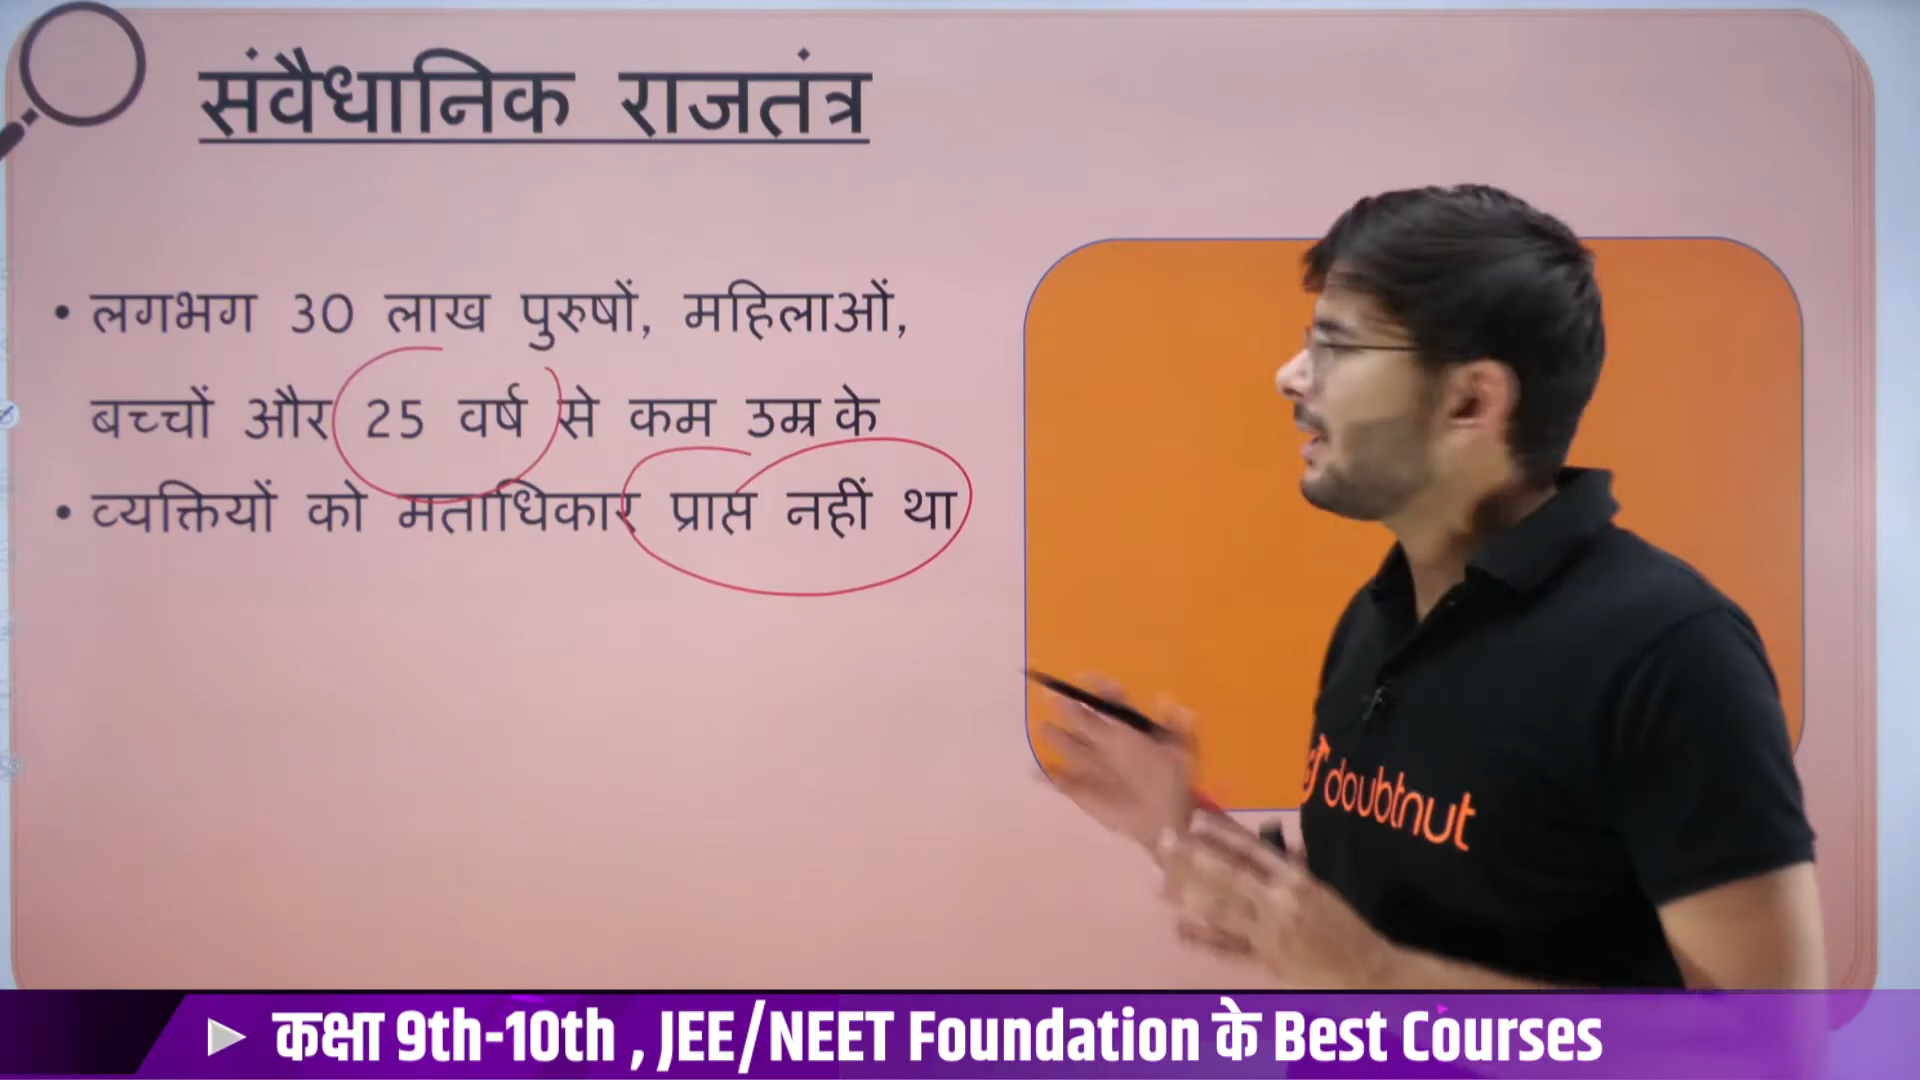 संवैधानिक राजतंत्र
• लगभग 30 लाख पुरुषों, महिलाओं,
बच्चों और 25 वर्ष से कम उम्र के
• व्यक्तियों को मताधिकार प्राप्त नहीं था
doubtnut
कक्षा 9th-10th , JEE/NEET Foundation के Best Courses